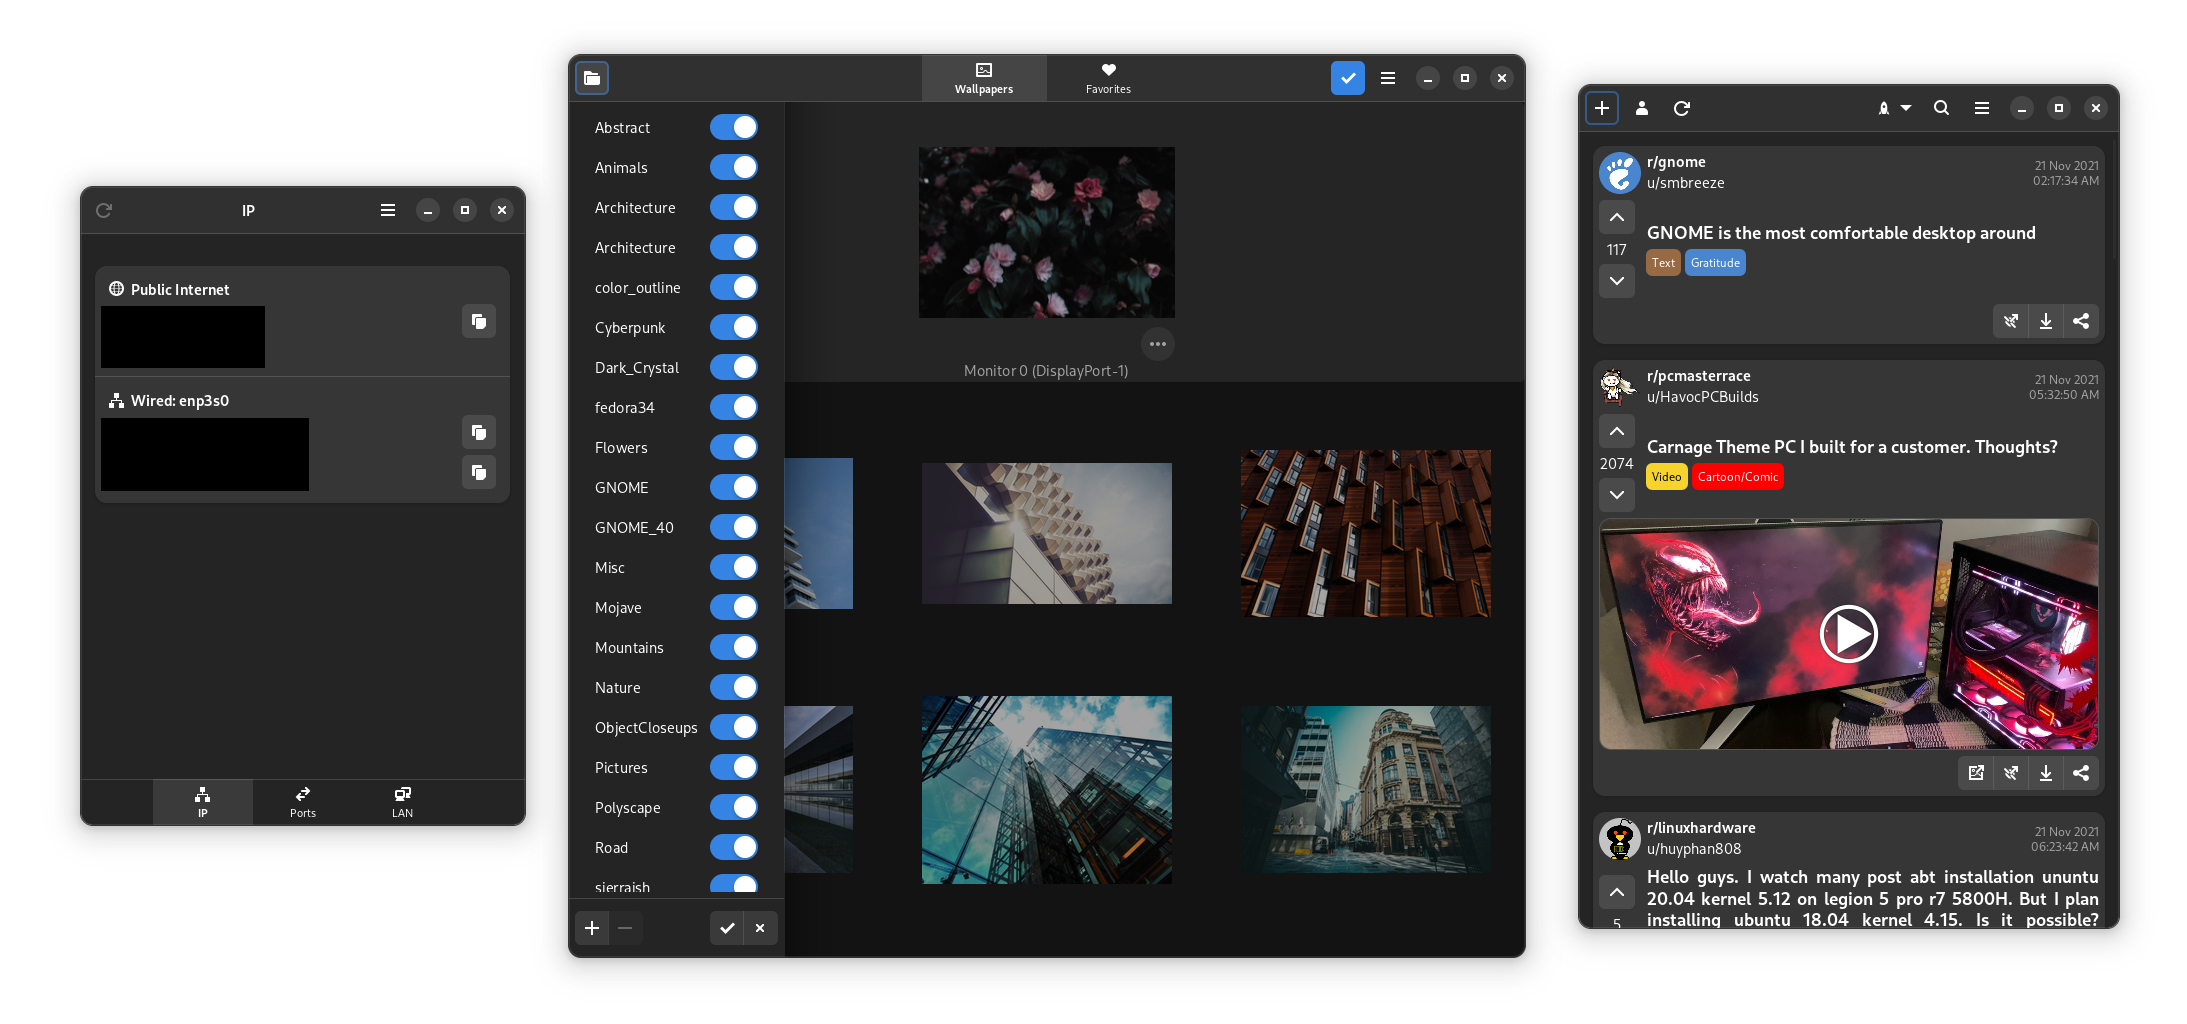 IP
Public Internet
Wired: enp3s0
IP
Ports
LAN
Wallpapers
Favorites
Abstract
Animals
Architecture
Architecture
color_outline
Cyberpunk
Dark_Crystal
fedora34
Flowers
GNOME
GNOME_40
Misc
Mojave
Mountains
Nature
ObjectCloseups
Pictures
Polyscape
Road
sierraish
Monitor 0 (DisplayPort-1)
r/gnome
u/smbreeze
21 Nov 2021
02:17:34 AM
117
GNOME is the most comfortable desktop around
Text
Gratitude
r/pcmasterrace
u/HavocPCBuilds
21 Nov 2021
05:32:50 AM
2074
Carnage Theme PC I built for a customer. Thoughts?
Video
Cartoon/Comic
r/linuxhardware
u/huyphan808
21 Nov 2021
06:23:42 AM
5
Hello guys. I watch many post abt installation ununtu
20.04 kernel 5.12 on legion 5 pro r7 5800H. But I plan
installing ubuntu 18.04 kernel 4.15. Is it possible?